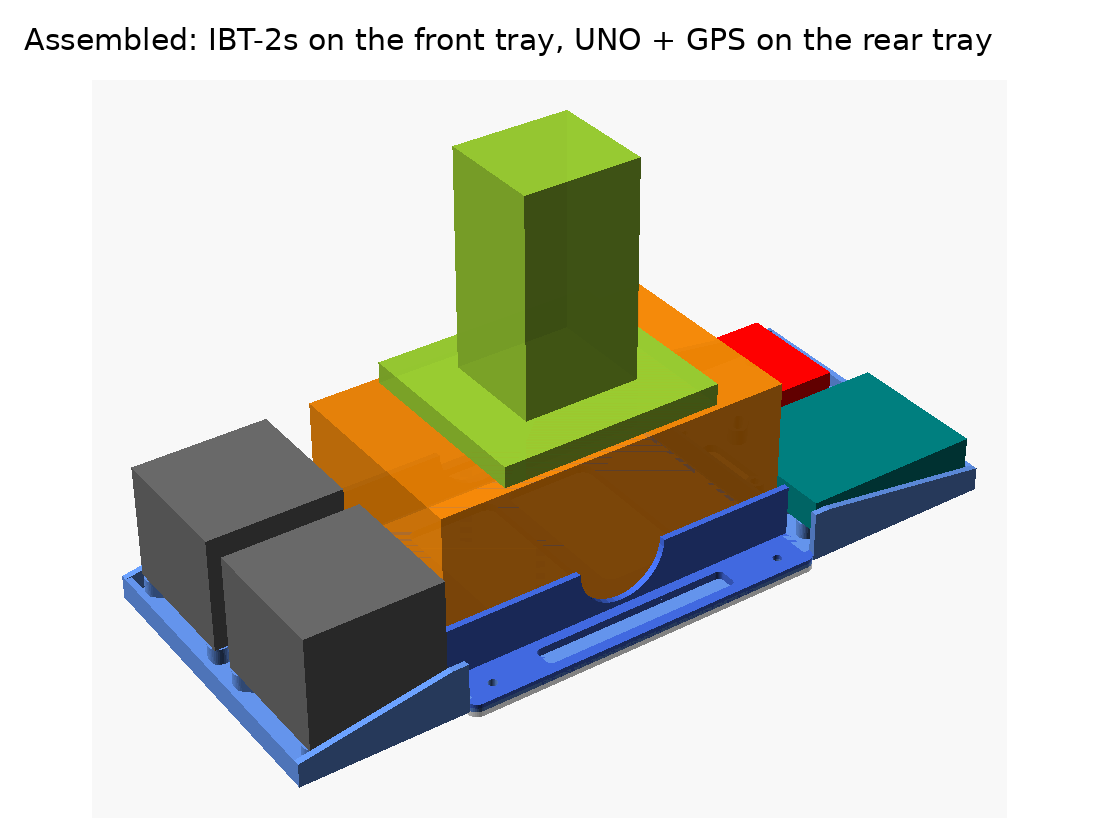 Assembled: IBT-2s on the front tray, UNO + GPS on the rear tray